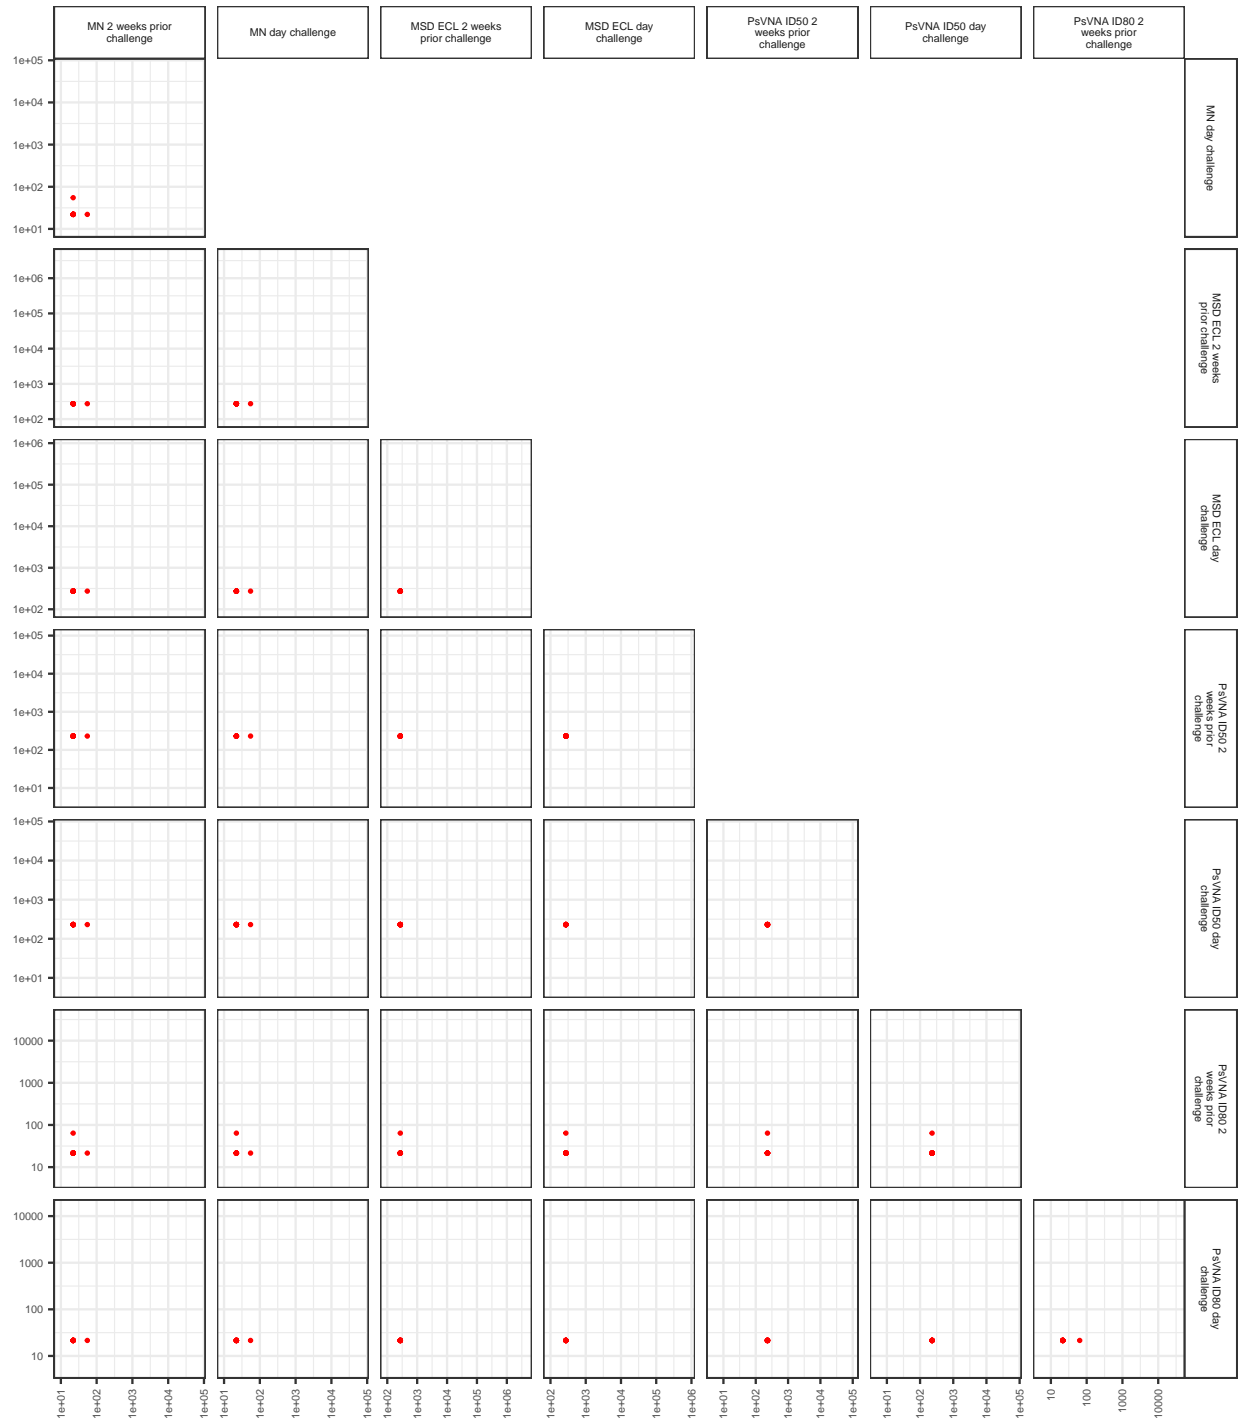 MN 2 weeks prior
challenge
MN day challenge
MSD ECL 2 weeks
prior challenge
MSD ECL day
challenge
PsVNA ID50 2
weeks prior
challenge
PsVNA ID50 day
challenge
PsVNA ID80 2
weeks prior
challenge
1e+05
1e+04
1e+03
1e+02
1e+01
MN day challenge
1e+06
1e+05
1e+04
1e+03
1e+02
MSD ECL 2 weeks
prior challenge
1e+06
1e+05
1e+04
1e+03
1e+02
MSD ECL day
challenge
1e+05
1e+04
1e+03
1e+02
1e+01
PsVNA ID50 2
weeks prior
challenge
1e+05
1e+04
1e+03
1e+02
1e+01
PsVNA ID50 day
challenge
10000
1000
100
10
PsVNA ID80 2
weeks prior
challenge
10000
1000
100
10
PsVNA ID80 day
challenge
1e+01
1e+02
1e+03
1e+04
1e+05
1e+01
1e+02
1e+03
1e+04
1e+05
1e+02
1e+03
1e+04
1e+05
1e+06
1e+02
1e+03
1e+04
1e+05
1e+06
1e+01
1e+02
1e+03
1e+04
1e+05
1e+01
1e+02
1e+03
1e+04
1e+05
10
100
1000
10000